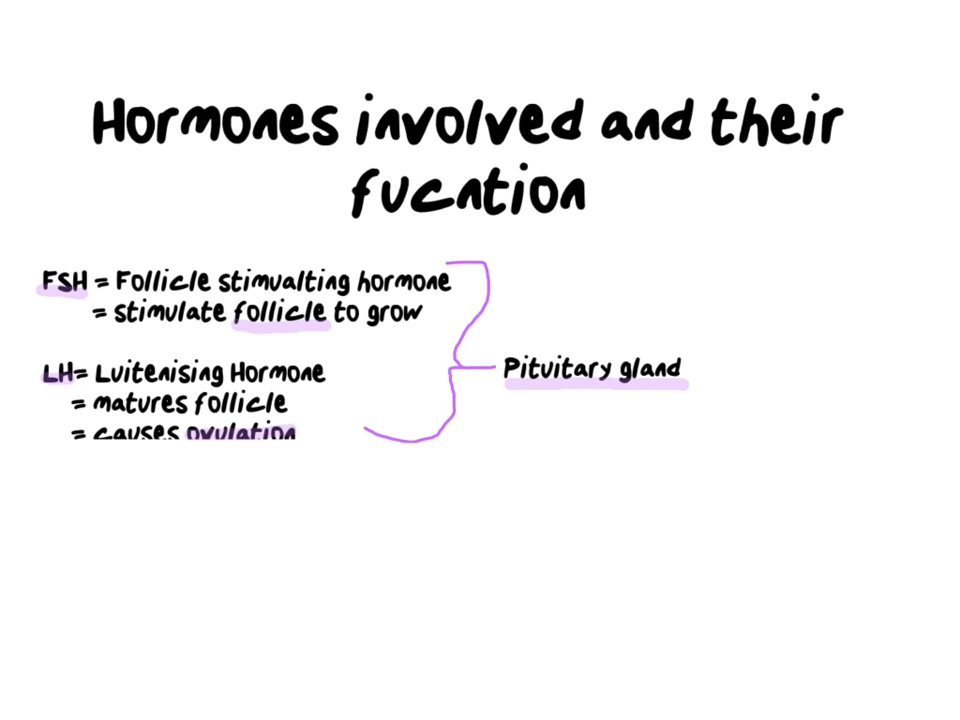 Hormones involved and their
fucntion
FSH = Follicle stimualting hormone
= stimulate follicle to grow
LH= Luitenising Hormone
= matures follicle
= causes ovulation
Pituitary gland